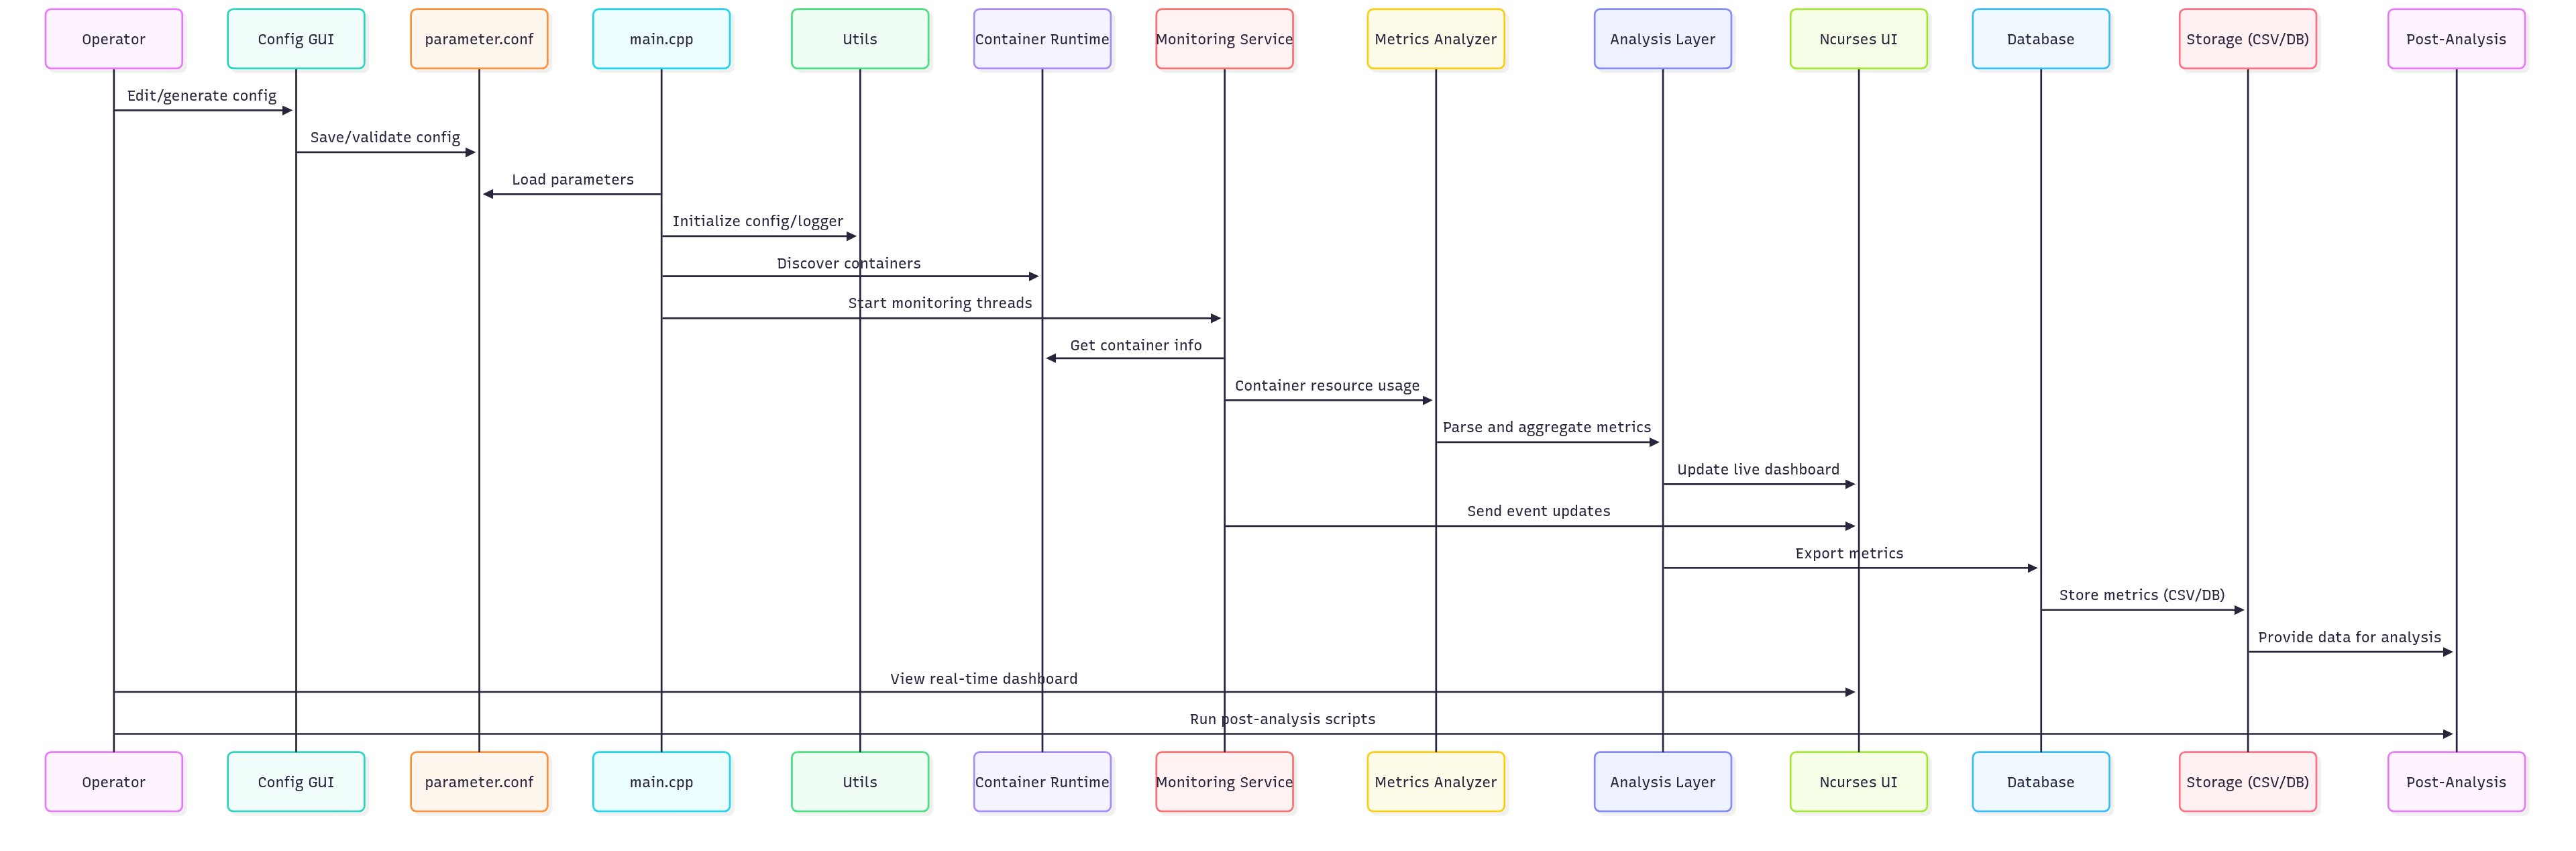 Operator
Config GUI
parameter.conf
main.cpp
Utils
Container Runtime
Monitoring Service
Metrics Analyzer
Analysis Layer
Ncurses UI
Database
Storage (CSV/DB)
Post-Analysis
Edit/generate config
Save/validate config
Load parameters
Initialize config/logger
Discover containers
Start monitoring threads
Get container info
Container resource usage
Parse and aggregate metrics
Update live dashboard
Send event updates
Export metrics
Store metrics (CSV/DB)
Provide data for analysis
View real-time dashboard
Run post-analysis scripts
Operator
Config GUI
parameter.conf
main.cpp
Utils
Container Runtime
Monitoring Service
Metrics Analyzer
Analysis Layer
Ncurses UI
Database
Storage (CSV/DB)
Post-Analysis